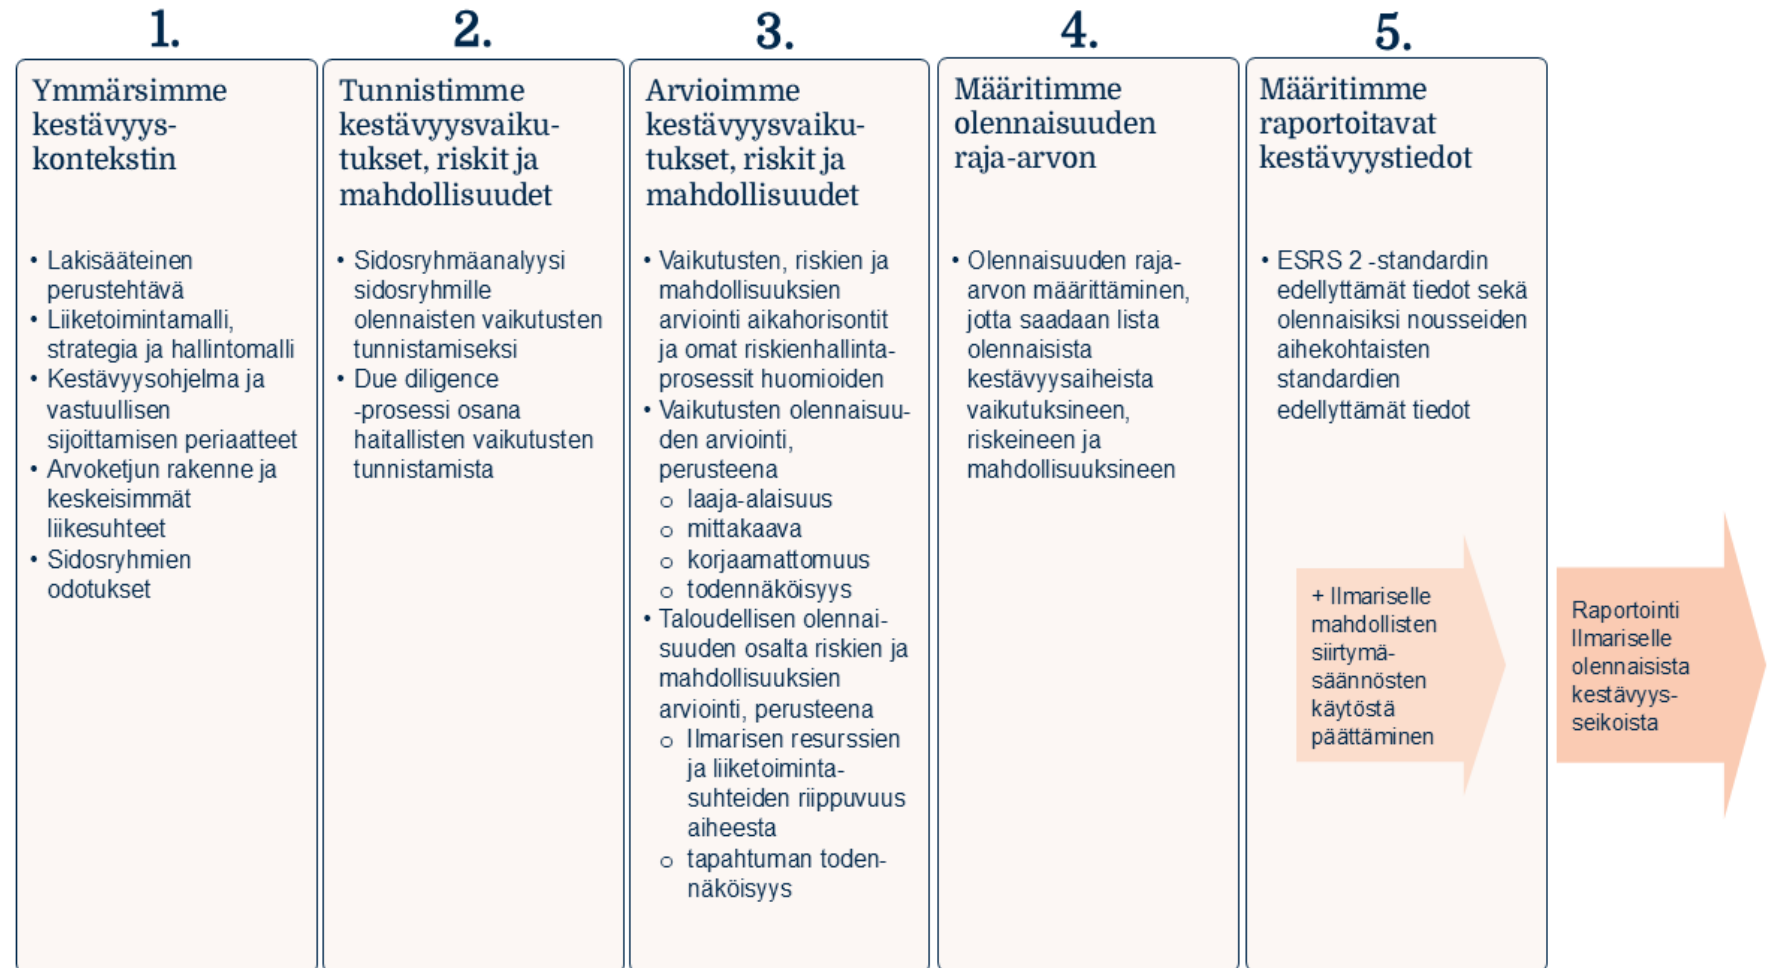 1.
Ymmärsimme
kestävyys-
kontekstin
• Lakisääteinen
perustehtävä
• Liiketoimintamalli,
strategia ja hallintomalli
• Kestävyysohjelma ja
vastuullisen
sijoittamisen periaatteet
• Arvoketjun rakenne ja
keskeisimmät
liikesuhteet
• Sidosryhmien
odotukset
2.
Tunnistimme
kestävyysvaiku-
tukset, riskit ja
mahdollisuudet
• Sidosryhmäanalyysi
sidosryhmille
olennaisten vaikutusten
tunnistamiseksi
• Due diligence
-prosessi osana
haitallisten vaikutusten
tunnistamista
3.
Arvioimme
kestävyysvaiku-
tukset, riskit ja
mahdollisuudet
• Vaikutusten, riskien ja
mahdollisuuksien
arviointi aikahorisontit
ja omat riskienhallinta-
prosessit huomioiden
• Vaikutusten olennaisuu-
den arviointi,
perusteena
o laaja-alaisuus
o mittakaava
o korjaamattomuus
o todennäköisyys
• Taloudellisen olennai-
suuden osalta riskien ja
mahdollisuuksien
arviointi, perusteena
o Ilmarisen resurssien
ja liiketoiminta-
suhteiden riippuvuus
aiheesta
o tapahtuman toden-
näköisyys
4.
Määritimme
olennaisuuden
raja-arvon
• Olennaisuuden raja-
arvon määrittäminen,
jotta saadaan lista
olennaisista
kestävyysaiheista
vaikutuksineen,
riskeineen ja
mahdollisuuksineen
5.
Määritimme
raportoitavat
kestävyystiedot
• ESRS 2 -standardin
edellyttämät tiedot sekä
olennaisiksi nousseiden
aihekohtaisten
standardien
edellyttämät tiedot
+ Ilmariselle
mahdollisten
siirtymä-
säännösten
käytöstä
päättäminen
Raportointi
Ilmariselle
olennaisista
kestävyys-
seikoista